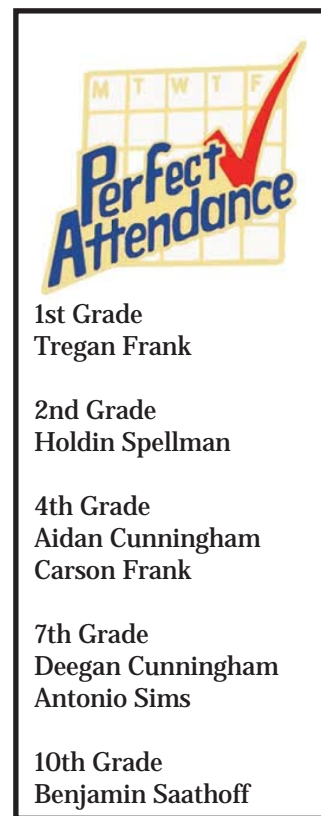 M T W T F
Perfect
Attendance
1st Grade
Tregan Frank
2nd Grade
Holdin Spellman
4th Grade
Aidan Cunningham
Carson Frank
7th Grade
Deegan Cunningham
Antonio Sims
10th Grade
Benjamin Saathoff